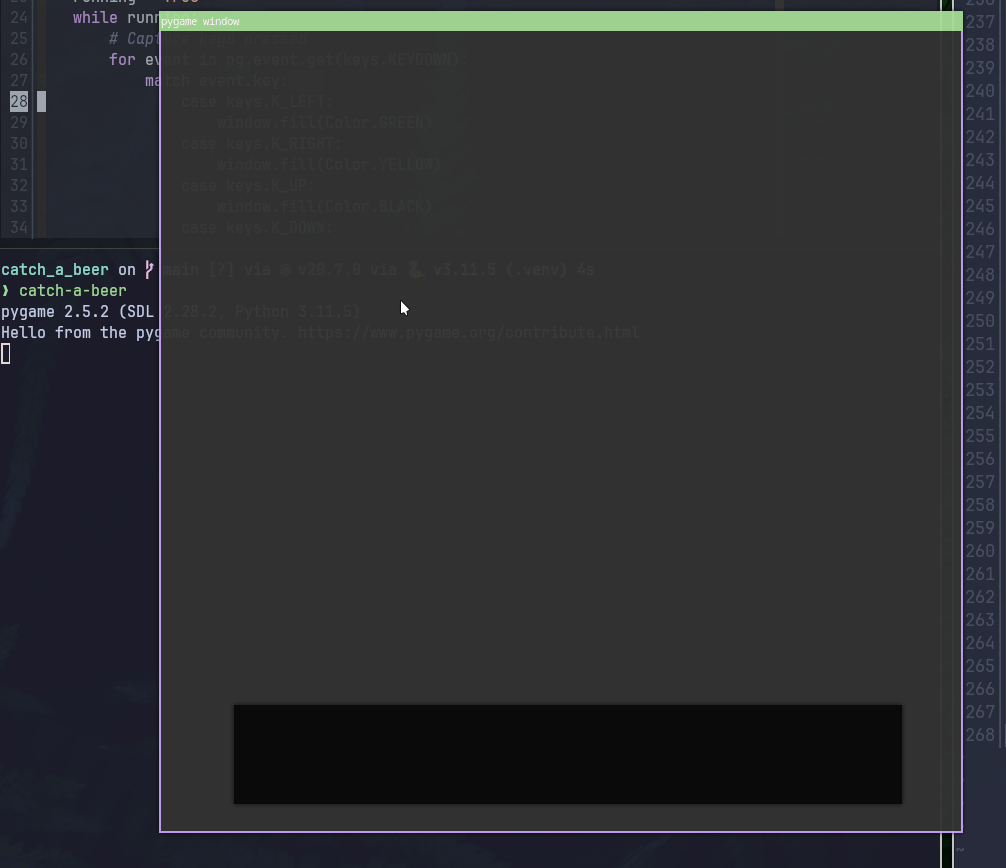 pygame window
24 while runn
25 # Captu
26 for event in pg.event.get(keys.KEYDOWN):
27 match event.key:
28 case keys.K_LEFT:
29 window.fill(Color.GREEN)
30 case keys.K_RIGHT:
31 window.fill(Color.YELLOW)
32 case keys.K_UP:
33 window.fill(Color.BLACK)
34 case keys.K_DOWN:
catch_a_beer on main [?] via v20.7.0 via v3.11.5 (.venv) 4s
❯ catch-a-beer
pygame 2.5.2 (SDL 2.28.2, Python 3.11.5)
Hello from the pygame community. https://www.pygame.org/contribute.html
237
238
239
240
241
242
243
244
245
246
247
248
249
250
251
252
253
254
255
256
257
258
259
260
261
262
263
264
265
266
267
268
~